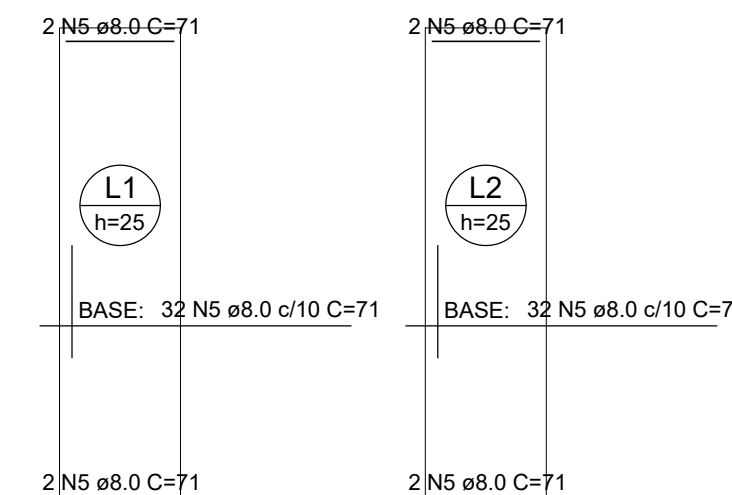 2 N5 ø8.0 C=71
2 N5 ø8.0 C=71
L1
h=25
L2
h=25
BASE: 32 N5 ø8.0 c/10 C=71
BASE: 32 N5 ø8.0 c/10 C=7
2 N5 ø8.0 C=71
2 N5 ø8.0 C=71